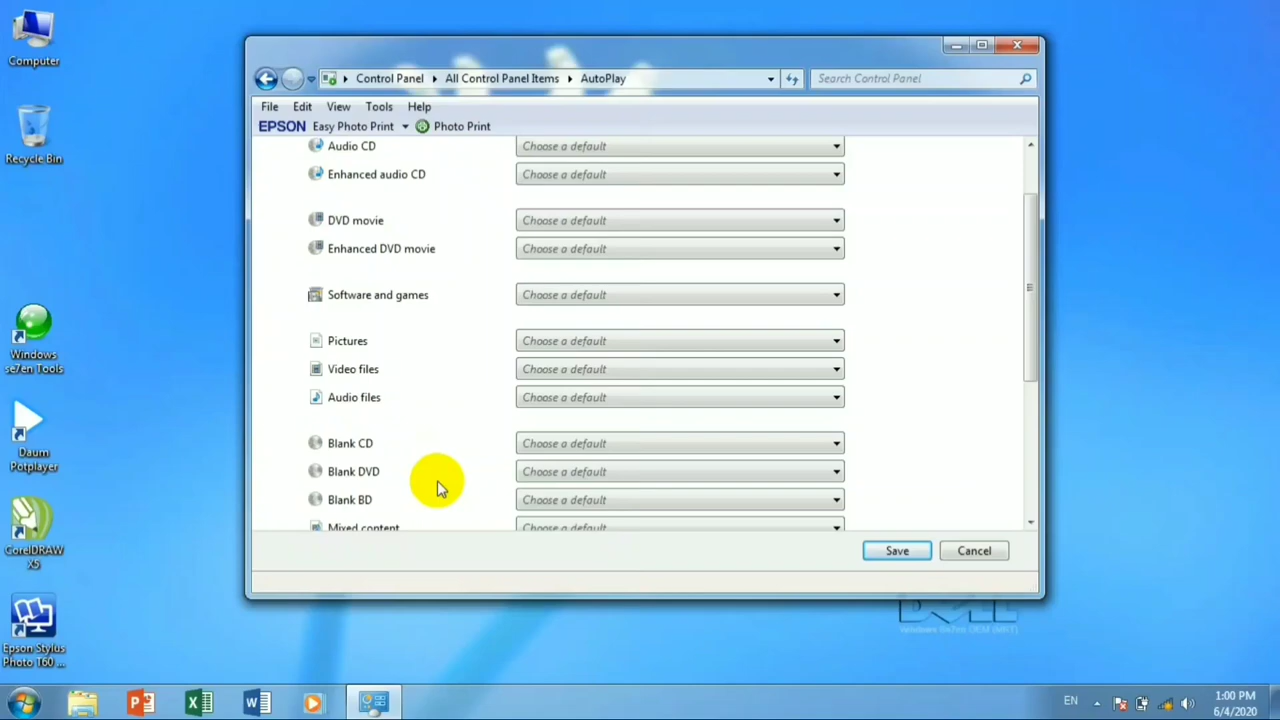 Computer
Recycle Bin
Windows
se7en Tools
Daum
Potplayer
CorelDRAW
X5
Epson Stylus
Photo T60 ...
Control Panel
All Control Panel Items
AutoPlay
Search Control Panel
File Edit View Tools Help
EPSON Easy Photo Print Photo Print
Audio CD Choose a default
Enhanced audio CD Choose a default
DVD movie Choose a default
Enhanced DVD movie Choose a default
Software and games Choose a default
Pictures Choose a default
Video files Choose a default
Audio files Choose a default
Blank CD Choose a default
Blank DVD Choose a default
Blank BD Choose a default
Mixed content Choose a default
Save Cancel
DELL
EN
1:00 PM
6/4/2020